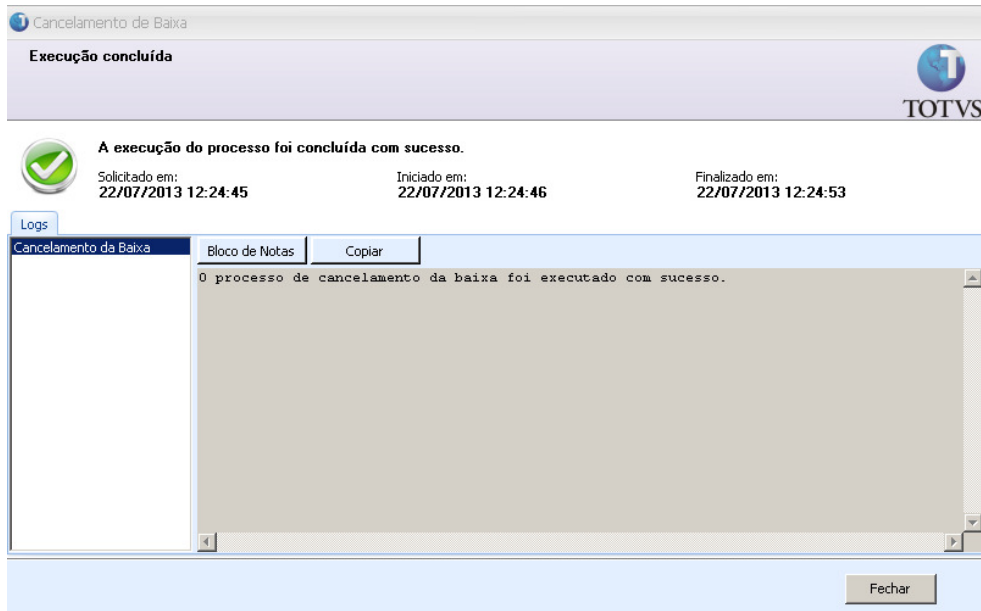 Cancelamento de Baixa
Execução concluída
TOTVS
A execução do processo foi concluída com sucesso.
Solicitado em: Iniciado em: Finalizado em:
22/07/2013 12:24:45 22/07/2013 12:24:46 22/07/2013 12:24:53
Logs
Cancelamento da Baixa Bloco de Notas Copiar
O processo de cancelamento da baixa foi executado com sucesso.
Fechar